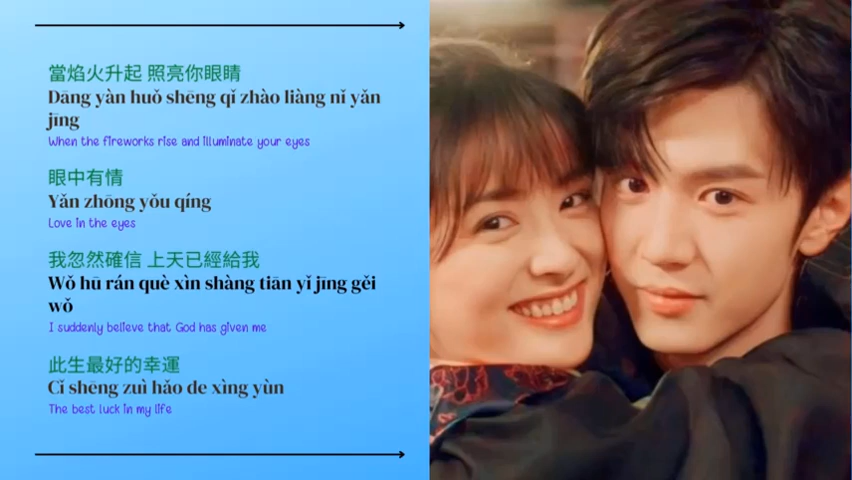 當焰火升起 照亮你眼睛
Dāng yàn huǒ shēng qǐ zhào liàng nǐ yǎn
jīng
When the fireworks rise and illuminate your eyes
眼中有情
Yǎn zhōng yǒu qíng
Love in the eyes
我忽然確信 上天已經給我
Wǒ hū rán què xìn shàng tiān yǐ jīng gěi
wǒ
I suddenly believe that God has given me
此生最好的幸運
Cǐ shēng zuì hǎo de xìng yùn
The best luck in my life